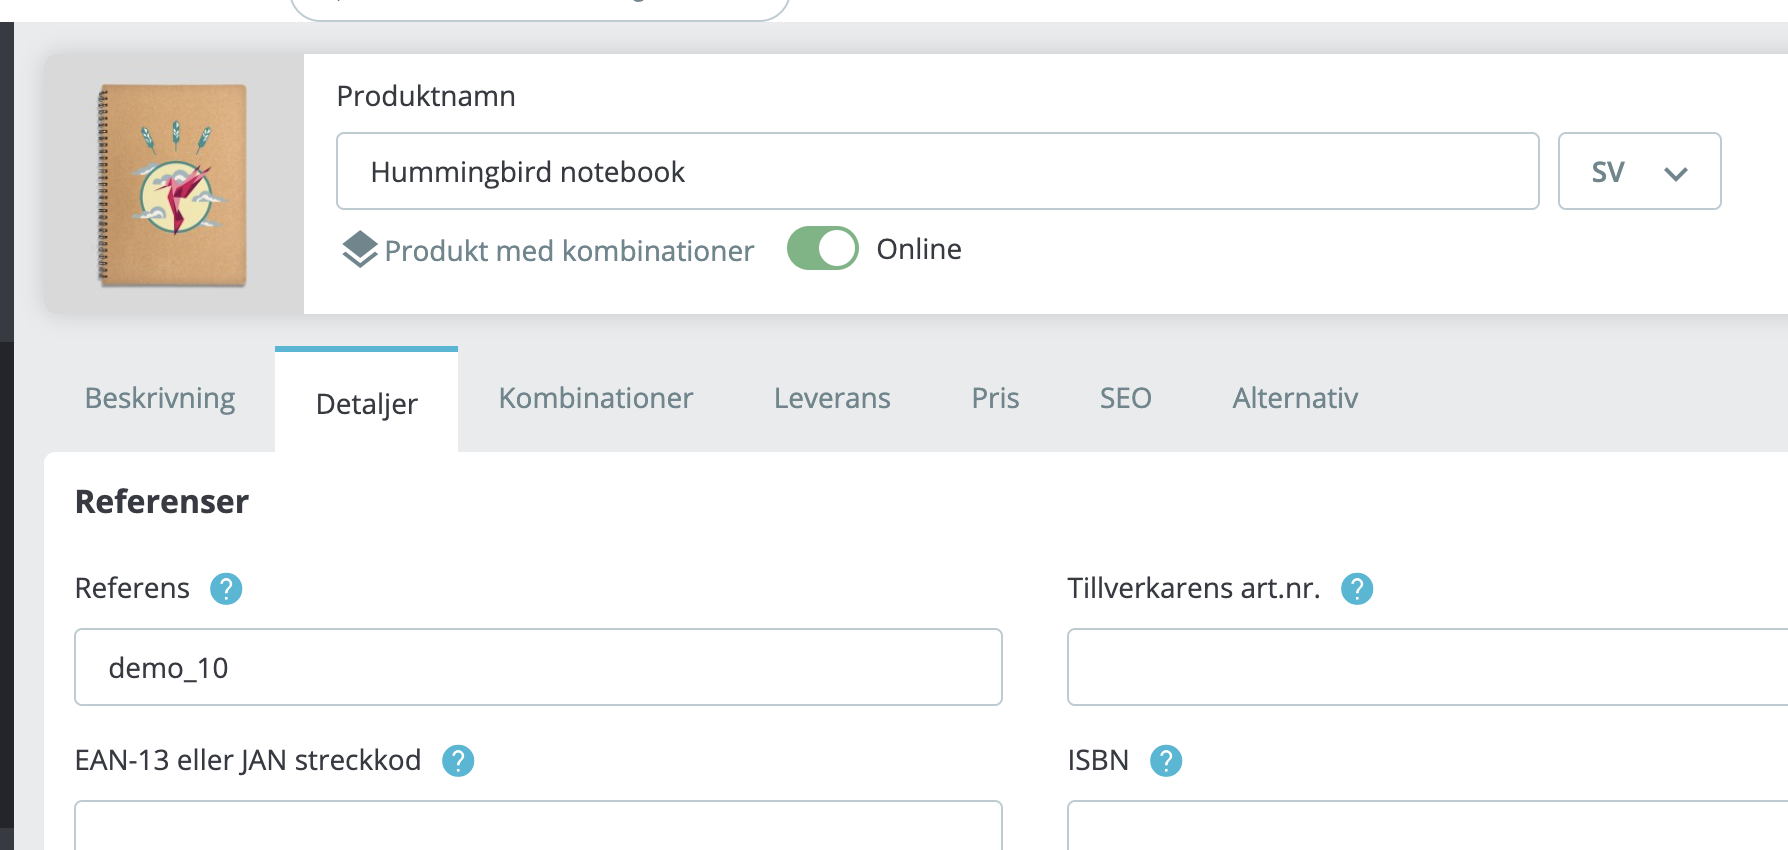 Produktnamn
Hummingbird notebook
SV
Produkt med kombinationer
Online
Beskrivning
Detaljer
Kombinationer
Leverans
Pris
SEO
Alternativ
Referenser
Referens ?
Tillverkarens art.nr. ?
demo_10
EAN-13 eller JAN streckkod ?
ISBN ?